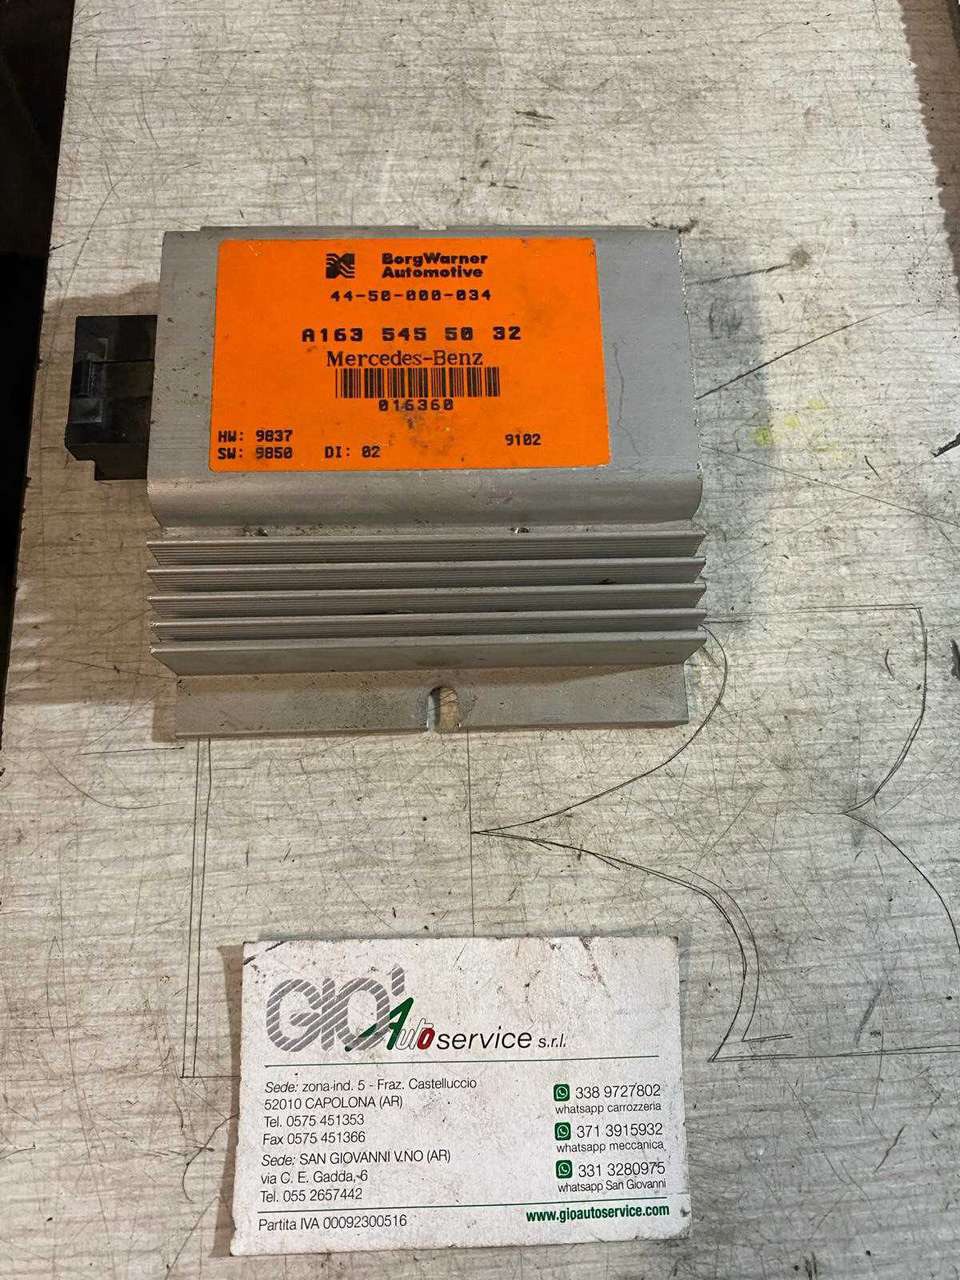 BorgWarner
Automotive
44-50-000-034
A163 545 50 32
Mercedes-Benz
016360
HW: 9837
SW: 9850 DI: 02 9102
GIO' Autoservice s.r.l.
Sede: zona ind. 5 - Fraz. Castelluccio
52010 CAPOLONA (AR)
Tel. 0575 451353
Fax 0575 451366
Sede: SAN GIOVANNI V.NO (AR)
via C. E. Gadda, 6
Tel. 055 2657442
338 9727802
whatsapp carrozzeria
371 3915932
whatsapp meccanica
331 3280975
whatsapp San Giovanni
Partita IVA 00092300516
www.gioautoservice.com